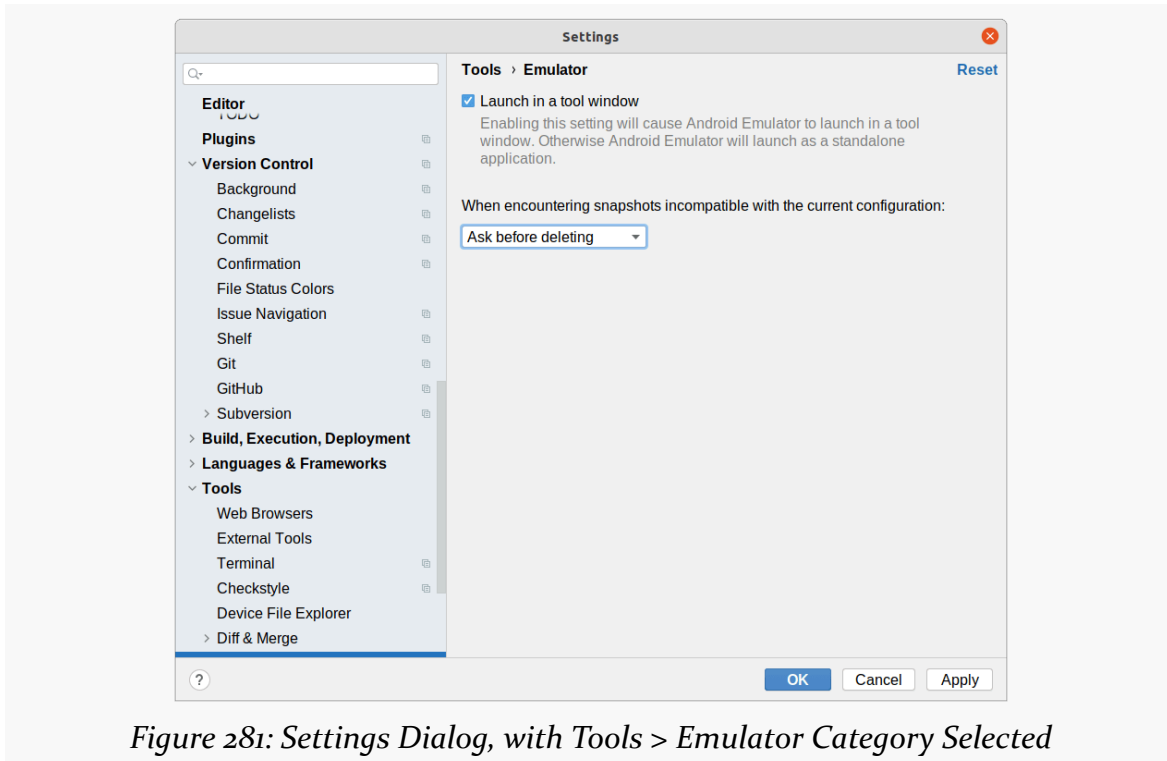 Settings
Tools › Emulator
Reset
Editor
TODO
Plugins
Version Control
Background
Changelists
Commit
Confirmation
File Status Colors
Issue Navigation
Shelf
Git
GitHub
Subversion
Build, Execution, Deployment
Languages & Frameworks
Tools
Web Browsers
External Tools
Terminal
Checkstyle
Device File Explorer
Diff & Merge
Launch in a tool window
Enabling this setting will cause Android Emulator to launch in a tool
window. Otherwise Android Emulator will launch as a standalone
application.
When encountering snapshots incompatible with the current configuration:
Ask before deleting
?
OK
Cancel
Apply
Figure 281: Settings Dialog, with Tools > Emulator Category Selected